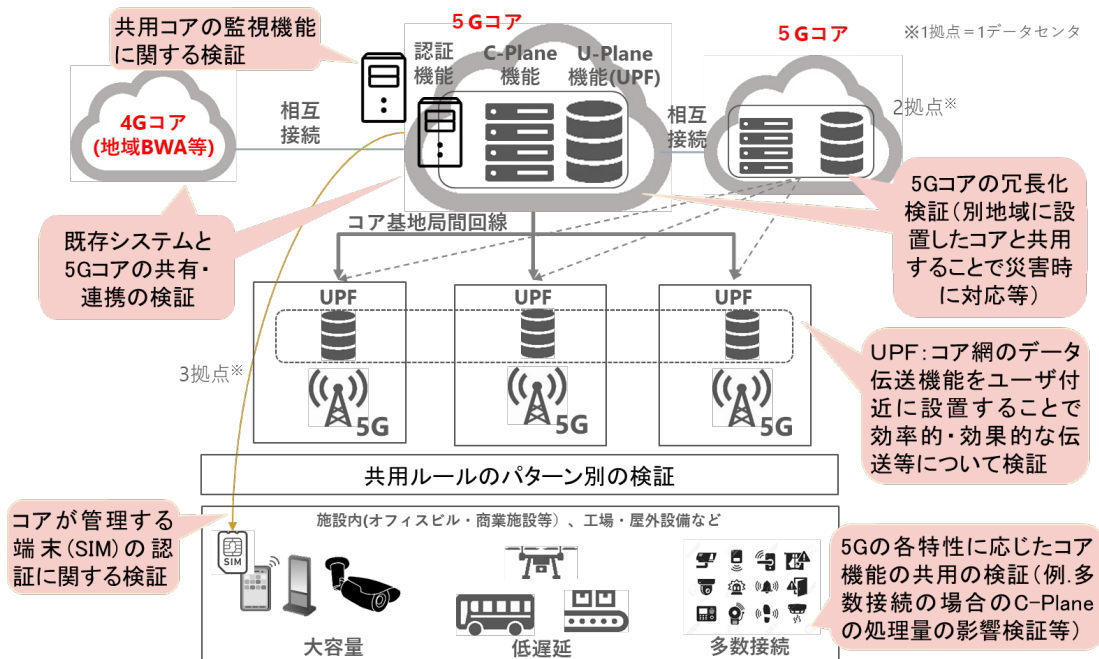 共用コアの監視機能
に関する検証
5Gコア
5Gコア
※1拠点=1データセンタ
認証
機能
C-Plane
機能
U-Plane
機能(UPF)
4Gコア
(地域BWA等)
相互
接続
相互
接続
2拠点※
5Gコアの冗長化
検証(別地域に設
置したコアと共用
することで災害時
に対応等)
既存システムと
5Gコアの共有・
連携の検証
コア基地局間回線
UPF
UPF
UPF
3拠点※
5G
5G
5G
UPF:コア網のデータ
伝送機能をユーザ付
近に設置することで
効率的・効果的な伝
送等について検証
共用ルールのパターン別の検証
コアが管理する
端末(SIM)の認
証に関する検証
施設内(オフィスビル・商業施設等)、工場・屋外設備など
SIM
大容量
低遅延
多数接続
5Gの各特性に応じたコア
機能の共用の検証(例.多
数接続の場合のC-Plane
の処理量の影響検証等)